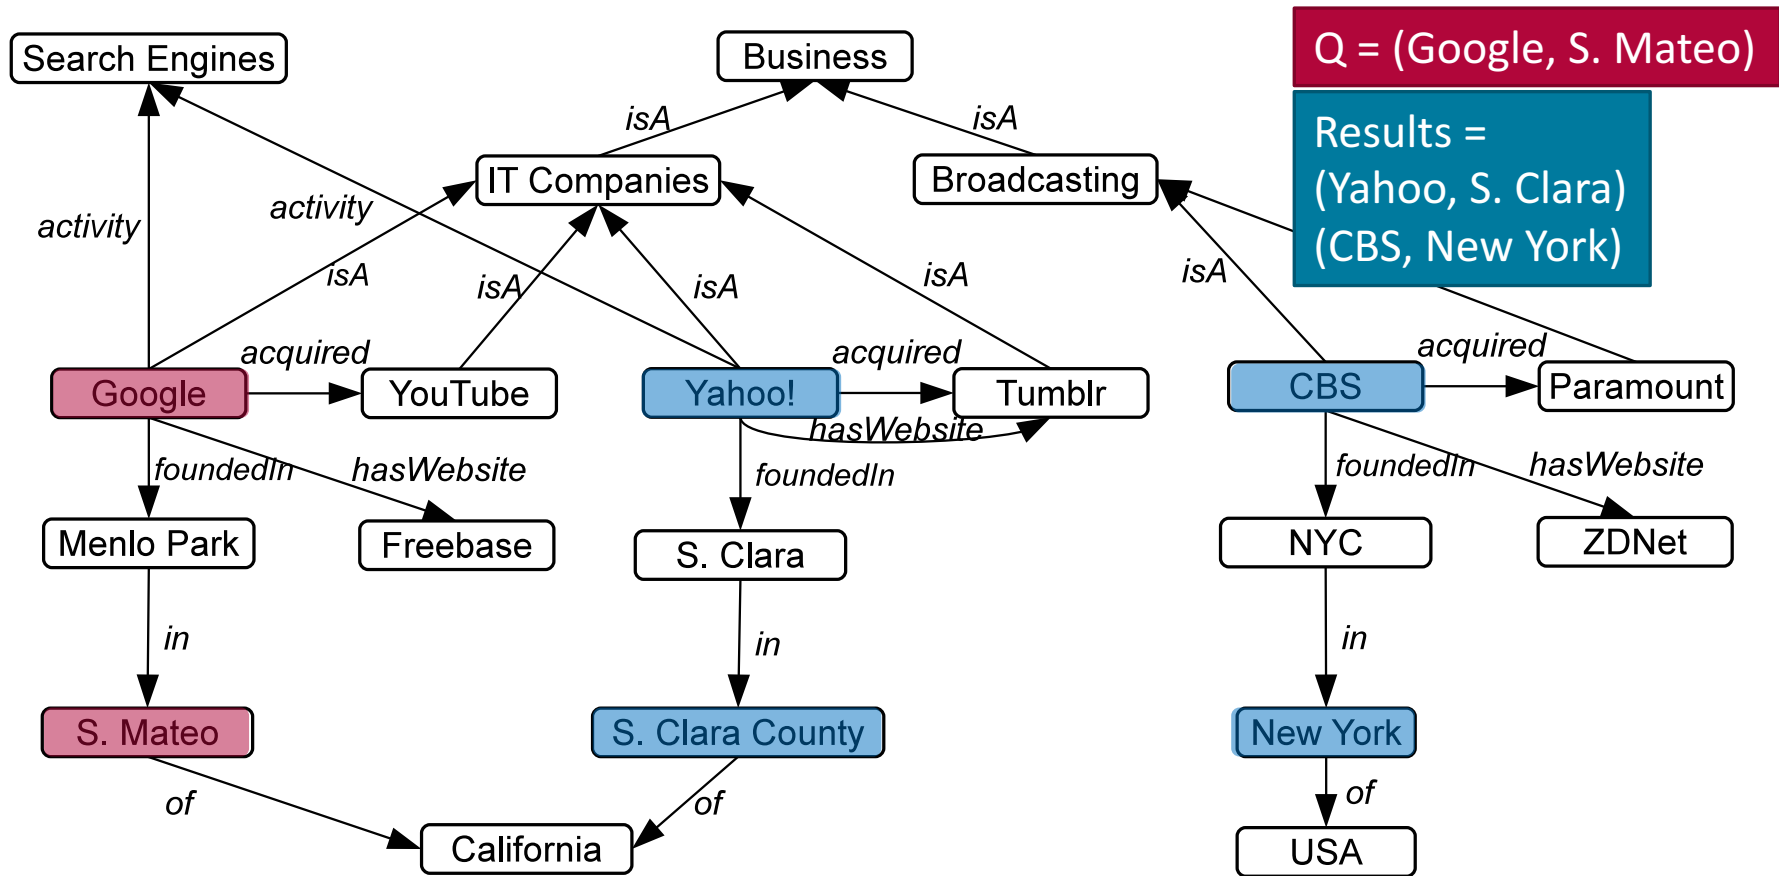 Search Engines
Business
Q = (Google, S. Mateo)
Results =
(Yahoo, S. Clara)
(CBS, New York)
isA
isA
IT Companies
Broadcasting
activity
activity
isA
isA
isA
isA
isA
acquired
acquired
acquired
Google
YouTube
Yahoo!
Tumblr
CBS
Paramount
hasWebsite
foundedIn
hasWebsite
foundedIn
foundedIn
hasWebsite
Menlo Park
Freebase
S. Clara
NYC
ZDNet
in
in
in
S. Mateo
S. Clara County
New York
of
of
of
California
USA